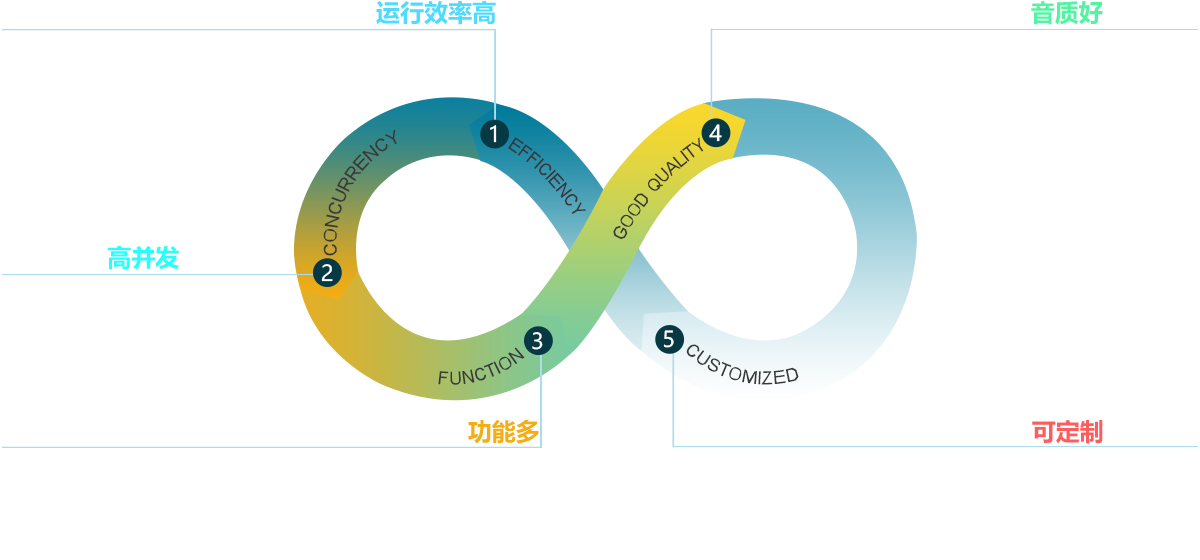 运行效率高
音质好
1
EFFICIENCY
4
GOOD QUALITY
CONCURRENCY
高并发
2
3
FUNCTION
5
CUSTOMIZED
功能多
可定制